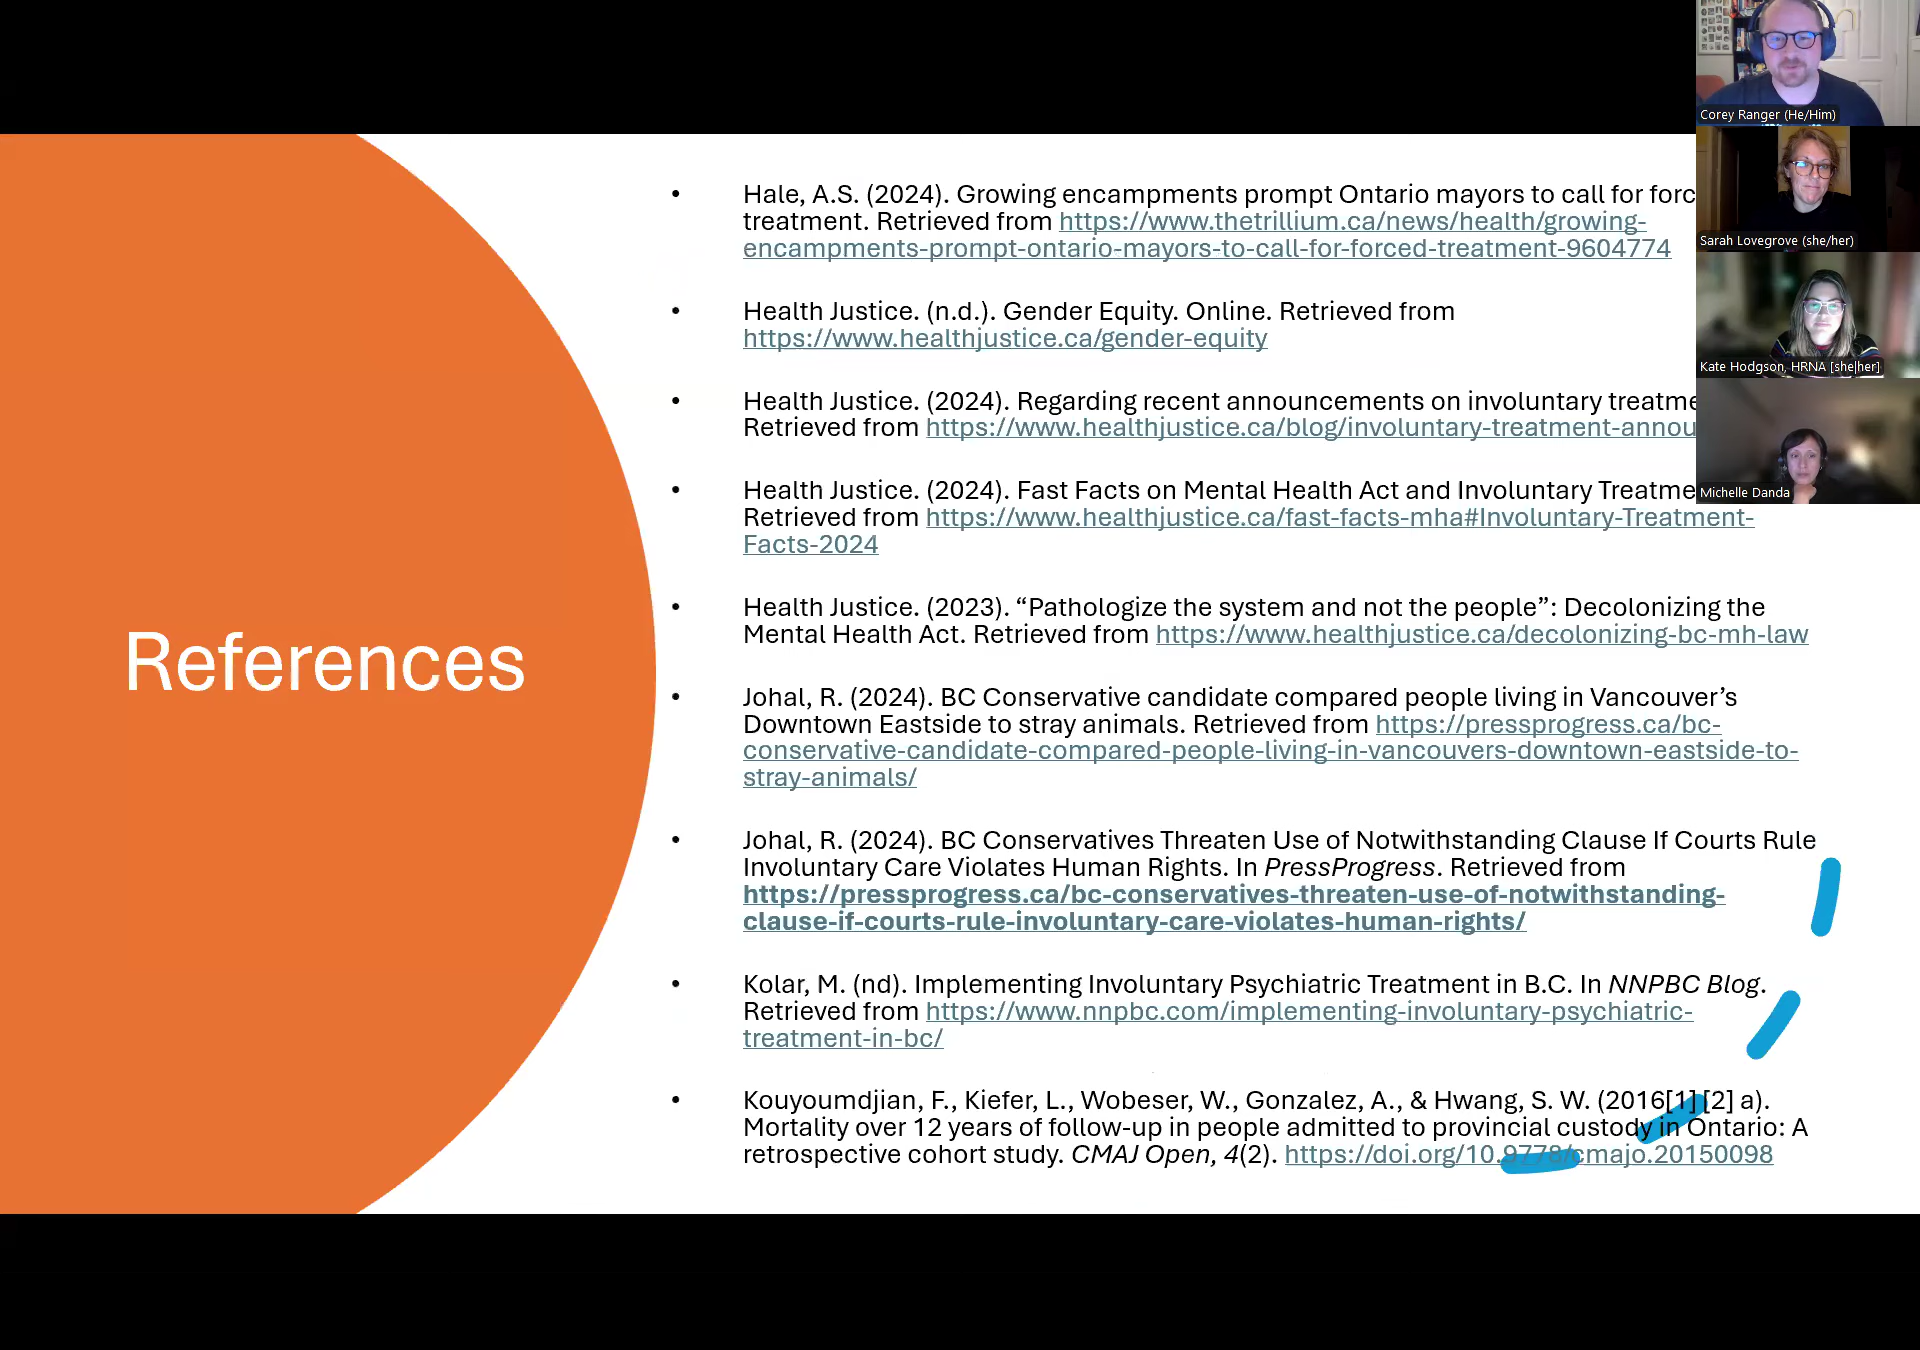 References
• Hale, A.S. (2024). Growing encampments prompt Ontario mayors to call for forc
treatment. Retrieved from https://www.thetrillium.ca/news/health/growing-
encampments-prompt-ontario-mayors-to-call-for-forced-treatment-9604774
• Health Justice. (n.d.). Gender Equity. Online. Retrieved from
https://www.healthjustice.ca/gender-equity
• Health Justice. (2024). Regarding recent announcements on involuntary treatme
Retrieved from https://www.healthjustice.ca/blog/involuntary-treatment-annou
• Health Justice. (2024). Fast Facts on Mental Health Act and Involuntary Treatme
Retrieved from https://www.healthjustice.ca/fast-facts-mha#Involuntary-Treatment-
Facts-2024
• Health Justice. (2023). “Pathologize the system and not the people”: Decolonizing the
Mental Health Act. Retrieved from https://www.healthjustice.ca/decolonizing-bc-mh-law
• Johal, R. (2024). BC Conservative candidate compared people living in Vancouver’s
Downtown Eastside to stray animals. Retrieved from https://pressprogress.ca/bc-
conservative-candidate-compared-people-living-in-vancouvers-downtown-eastside-to-
stray-animals/
• Johal, R. (2024). BC Conservatives Threaten Use of Notwithstanding Clause If Courts Rule
Involuntary Care Violates Human Rights. In PressProgress. Retrieved from
https://pressprogress.ca/bc-conservatives-threaten-use-of-notwithstanding-
clause-if-courts-rule-involuntary-care-violates-human-rights/
• Kolar, M. (nd). Implementing Involuntary Psychiatric Treatment in B.C. In NNPBC Blog.
Retrieved from https://www.nnpbc.com/implementing-involuntary-psychiatric-
treatment-in-bc/
• Kouyoumdjian, F., Kiefer, L., Wobeser, W., Gonzalez, A., & Hwang, S. W. (2016[1] [2] a).
Mortality over 12 years of follow-up in people admitted to provincial custody in Ontario: A
retrospective cohort study. CMAJ Open, 4(2). https://doi.org/10.9778/cmajo.20150098
Corey Ranger (He/Him)
Sarah Lovegrove (she/her)
Kate Hodgson, HRNA [she|her]
Michelle Danda